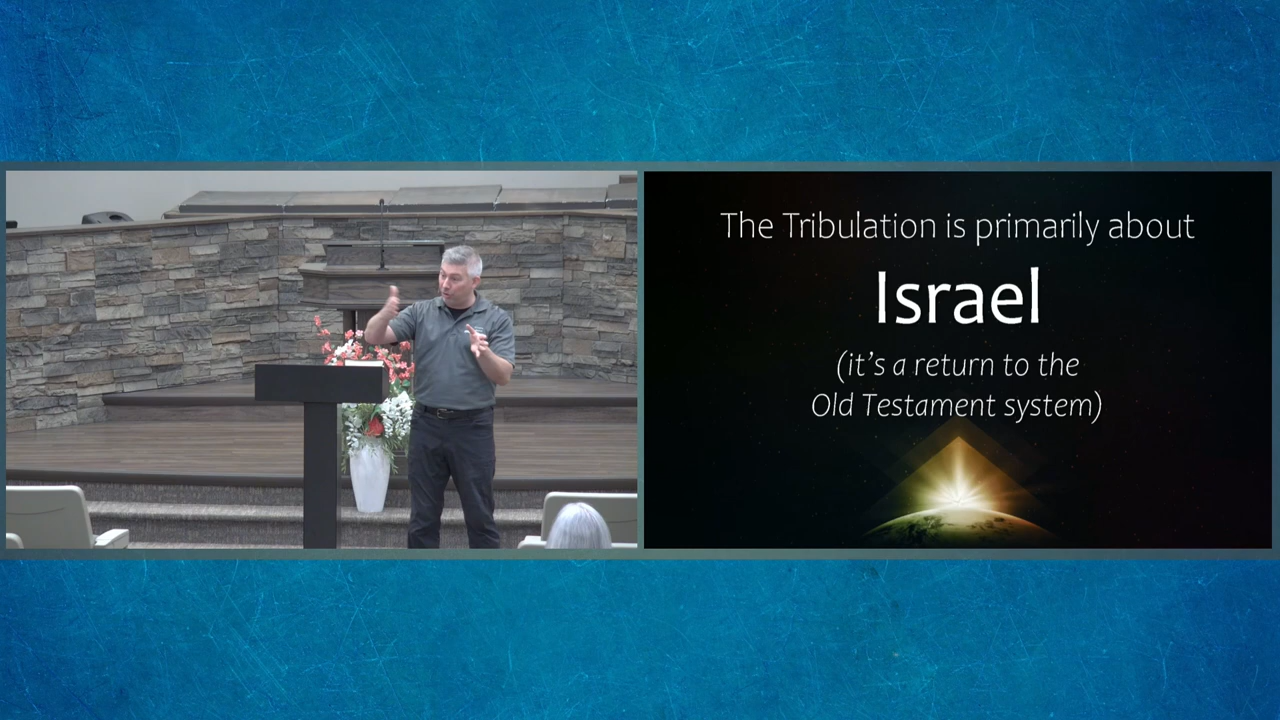 The Tribulation is primarily about
Israel
(it's a return to the
Old Testament system)